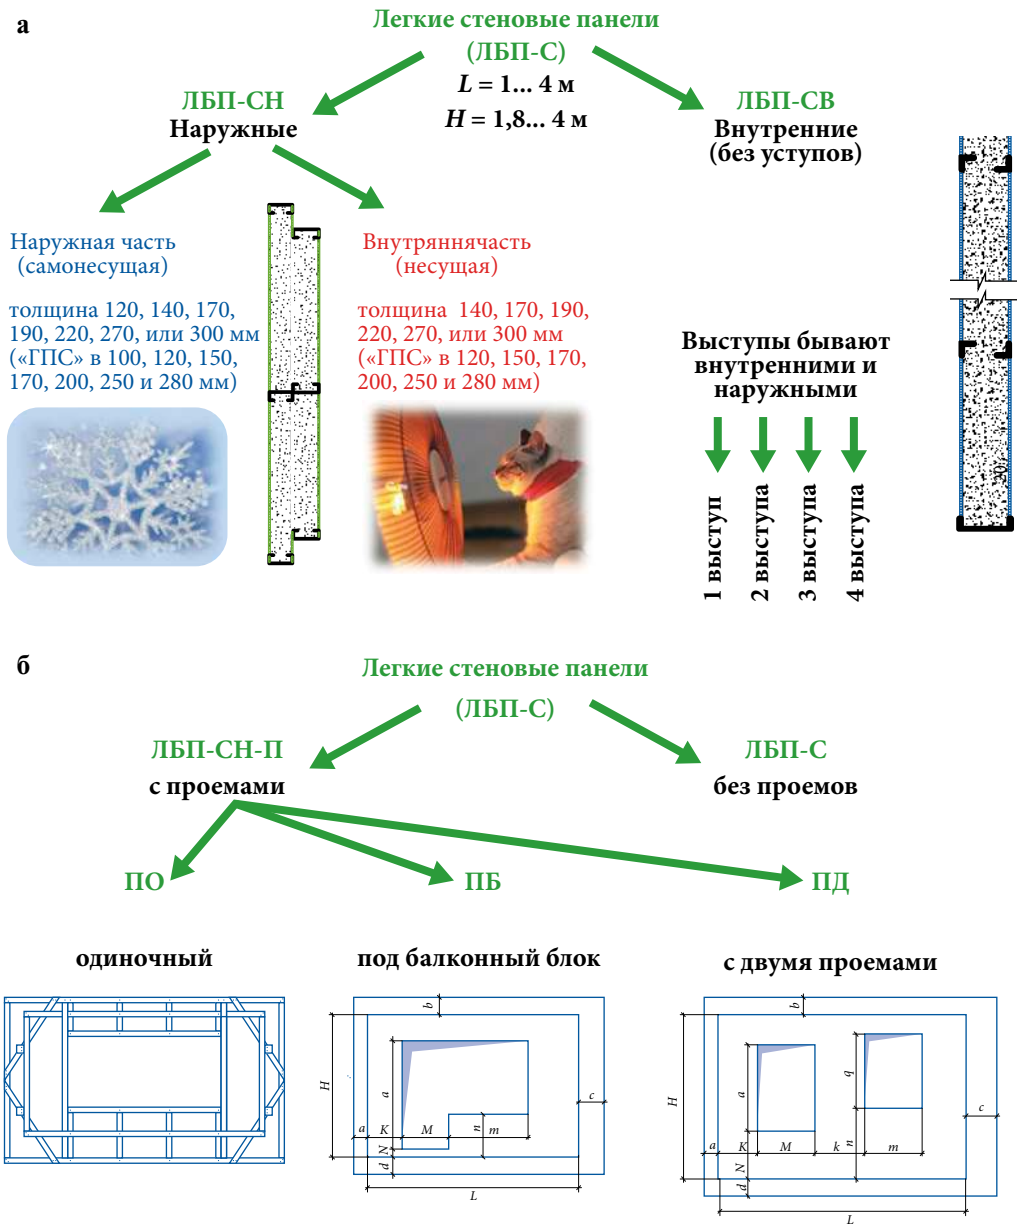 а
Легкие стеновые панели
(ЛБП-С)
L = 1... 4 м
H = 1,8... 4 м
ЛБП-СН
Наружные
ЛБП-СВ
Внутренние
(без уступов)
Наружная часть
(самонесущая)
толщина 120, 140, 170,
190, 220, 270, или 300 мм
(«ГПС» в 100, 120, 150,
170, 200, 250 и 280 мм)
Внутряннячасть
(несущая)
толщина 140, 170, 190,
220, 270, или 300 мм
(«ГПС» в 120, 150, 170,
200, 250 и 280 мм)
Выступы бывают
внутренними и
наружными
1 выступ
2 выступа
3 выступа
4 выступа
б
Легкие стеновые панели
(ЛБП-С)
ЛБП-СН-П
с проемами
ЛБП-С
без проемов
ПО
ПБ
ПД
одиночный
под балконный блок
с двумя проемами
b
H
a
c
a
K
M
n
m
N
d
L
b
H
a
q
c
a
K
M
k
n
m
N
d
L